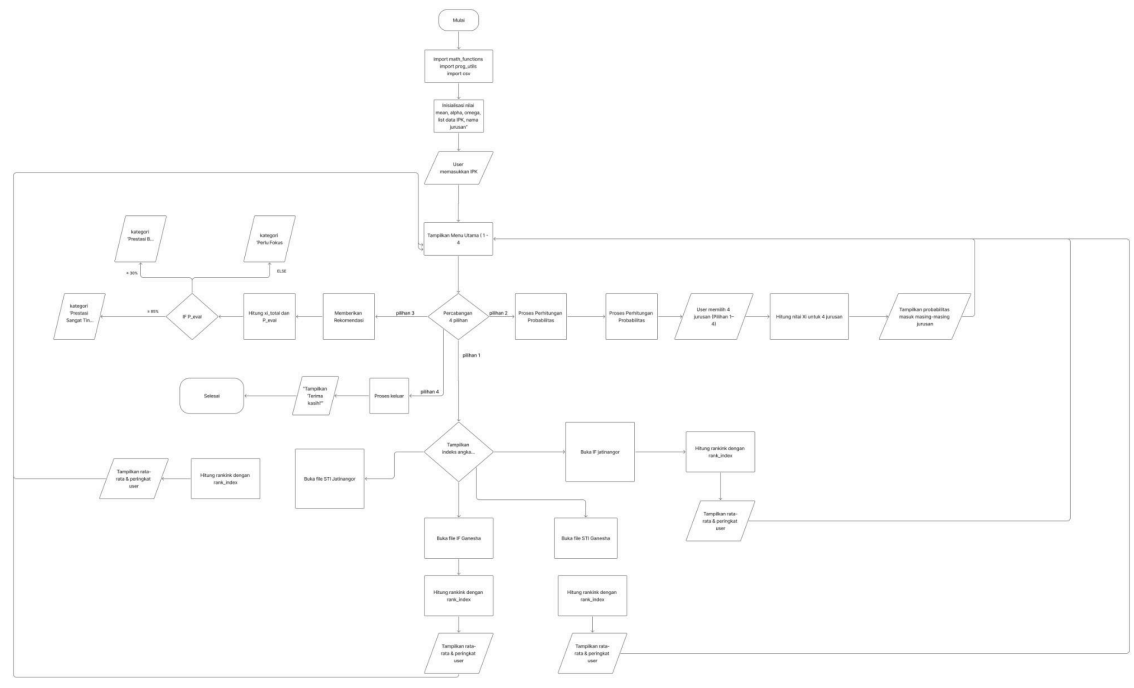 Mulai
import math_functions
import prog_utils
import csv
Inisialisasi nilai
mean, alpha, omega,
list data IPK, nama
jurusan"
User
memasukkan IPK
Tampilkan Menu Utama ( 1 -
4
kategori
'Prestasi B...
kategori
'Perlu Fokus
ELSE
kategori
'Prestasi
Sangat Tin...
IF P_eval
Hitung xi_total dan
P_eval
Memberikan
Rekomendasi
pilihan 3
Percabangan
4 pilihan
pilihan 2
Proses Perhitungan
Probabilitas
Proses Perhitungan
Probabilitas
User memilih 4
jurusan (Pilihan 1–
4)
Hitung nilai Xi untuk 4 jurusan
Tampilkan probabilitas
masuk masing-masing
jurusan
pilihan 1
pilihan 4
Selesai
"Tampilkan
'Terima
kasih!'"
Proses keluar
Tampilkan
indeks angka...
Buka file STI Jatinangor
Buka IF jatinangor
Hitung rankink dengan
rank_index
Tampilkan rata-
rata & peringkat
user
Hitung rankink dengan
rank_index
Tampilkan rata-
rata & peringkat
user
Buka file IF Ganesha
Buka file STI Ganesha
Hitung rankink dengan
rank_index
Hitung rankink dengan
rank_index
Tampilkan rata-
rata & peringkat
user
Tampilkan rata-
rata & peringkat
user